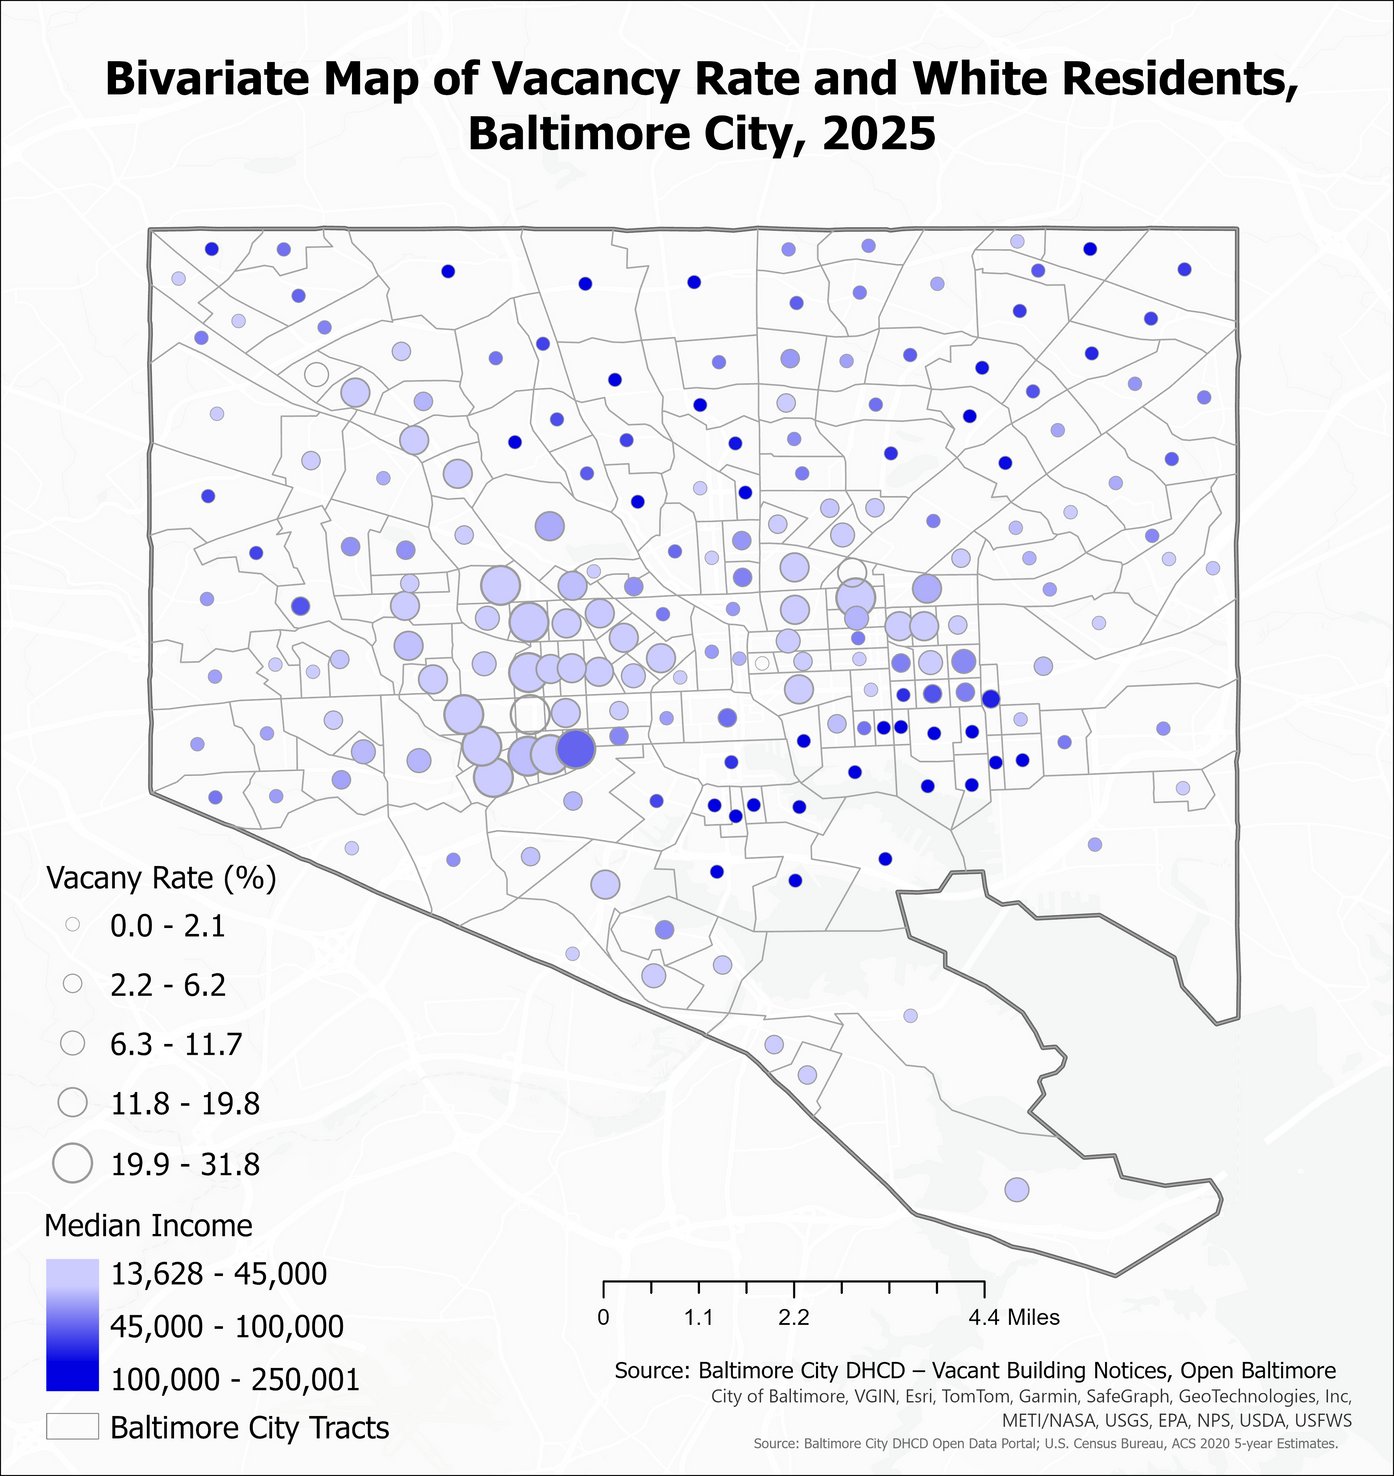 Bivariate Map of Vacancy Rate and White Residents,
Baltimore City, 2025
Vacany Rate (%)
0.0 - 2.1
2.2 - 6.2
6.3 - 11.7
11.8 - 19.8
19.9 - 31.8
Median Income
13,628 - 45,000
45,000 - 100,000
100,000 - 250,001
Baltimore City Tracts
0 1.1 2.2 4.4 Miles
Source: Baltimore City DHCD – Vacant Building Notices, Open Baltimore
City of Baltimore, VGIN, Esri, TomTom, Garmin, SafeGraph, GeoTechnologies, Inc,
METI/NASA, USGS, EPA, NPS, USDA, USFWS
Source: Baltimore City DHCD Open Data Portal; U.S. Census Bureau, ACS 2020 5-year Estimates.